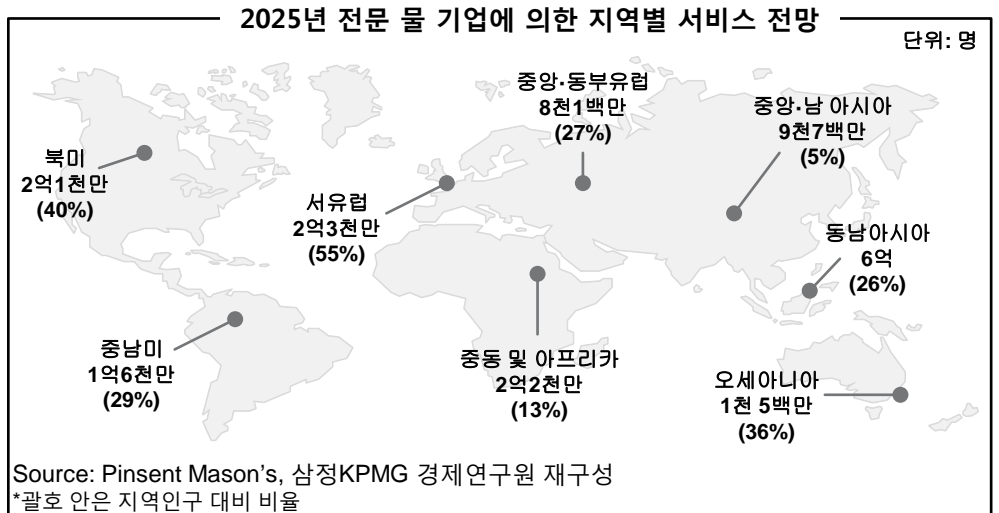 2025년 전문 물 기업에 의한 지역별 서비스 전망
단위: 명
중앙·동부유럽
8천1백만
(27%)
중앙·남 아시아
9천7백만
(5%)
북미
2억1천만
(40%)
서유럽
2억3천만
(55%)
동남아시아
6억
(26%)
중남미
1억6천만
(29%)
중동 및 아프리카
2억2천만
(13%)
오세아니아
1천 5백만
(36%)
Source: Pinsent Mason's, 삼정KPMG 경제연구원 재구성
*괄호 안은 지역인구 대비 비율